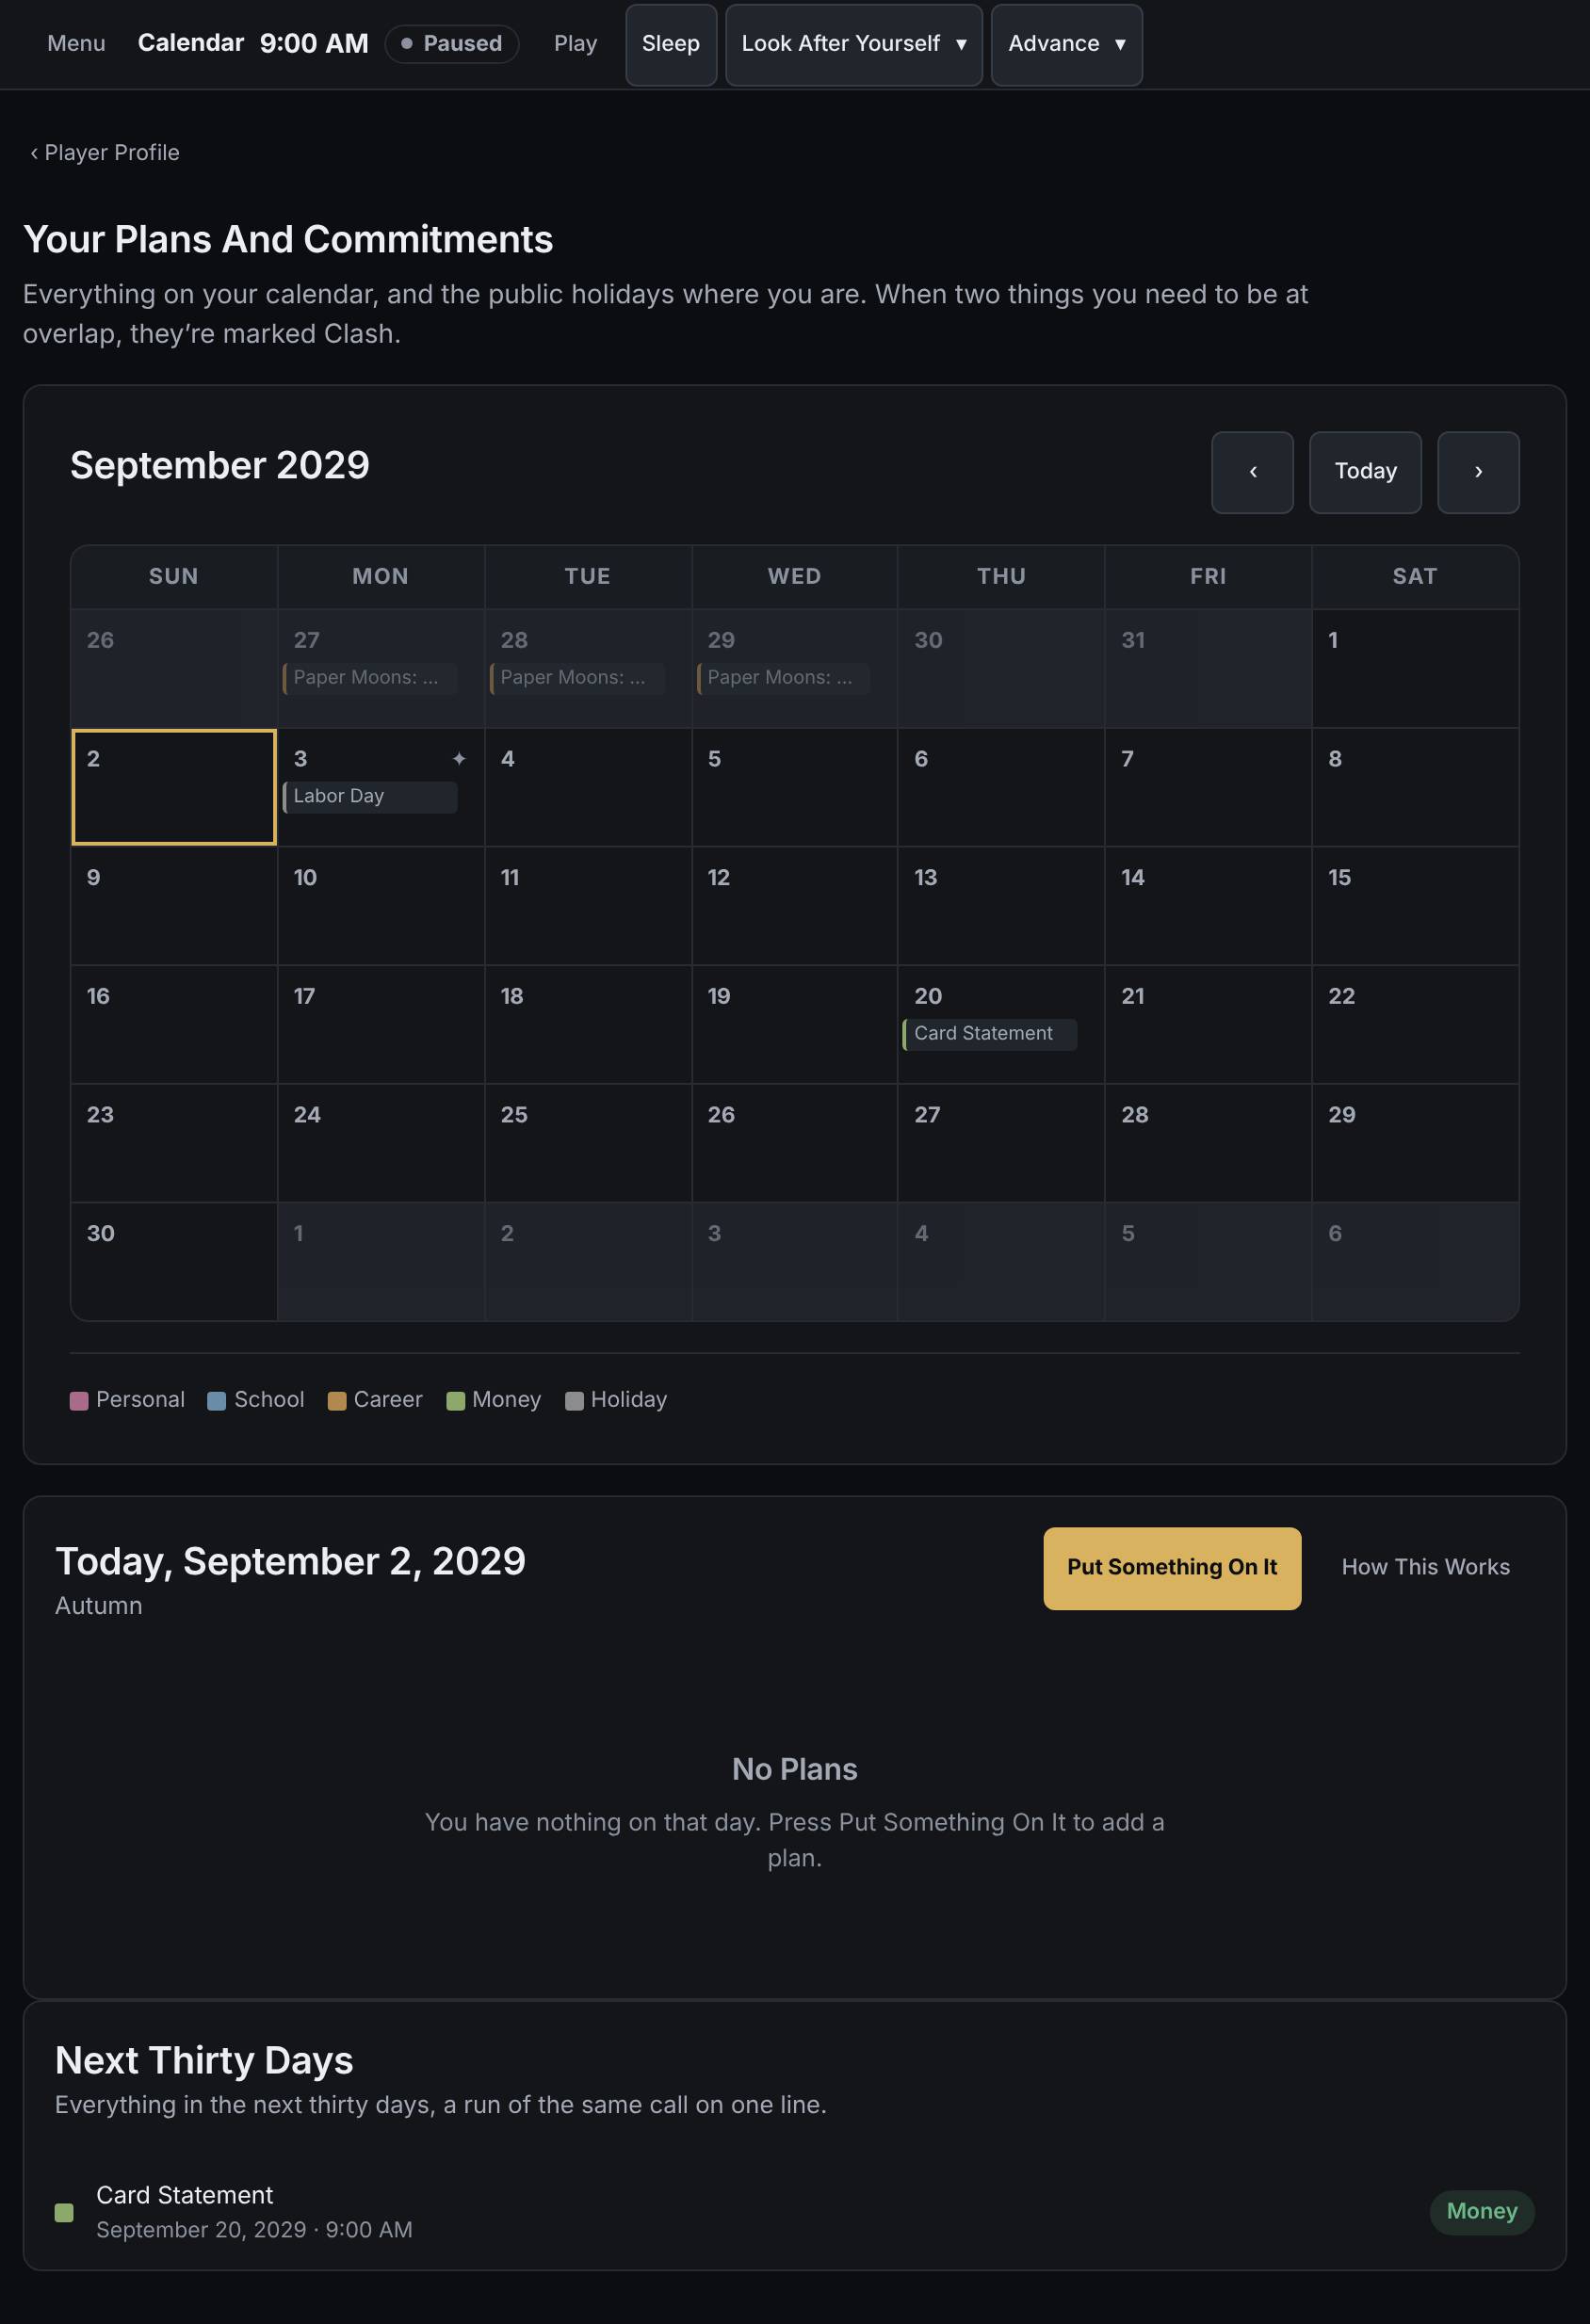 Menu Calendar 9:00 AM Paused Play Sleep Look After Yourself ▾ Advance ▾
‹ Player Profile
Your Plans And Commitments
Everything on your calendar, and the public holidays where you are. When two things you need to be at
overlap, they’re marked Clash.
September 2029 ‹ Today ›
SUN MON TUE WED THU FRI SAT
26 27 28 29 30 31 1
Paper Moons: ... Paper Moons: ... Paper Moons: ...
2 3 ✦ 4 5 6 7 8
Labor Day
9 10 11 12 13 14 15
16 17 18 19 20 21 22
Card Statement
23 24 25 26 27 28 29
30 1 2 3 4 5 6
Personal School Career Money Holiday
Today, September 2, 2029 Put Something On It How This Works
Autumn
No Plans
You have nothing on that day. Press Put Something On It to add a
plan.
Next Thirty Days
Everything in the next thirty days, a run of the same call on one line.
Card Statement
September 20, 2029 · 9:00 AM Money